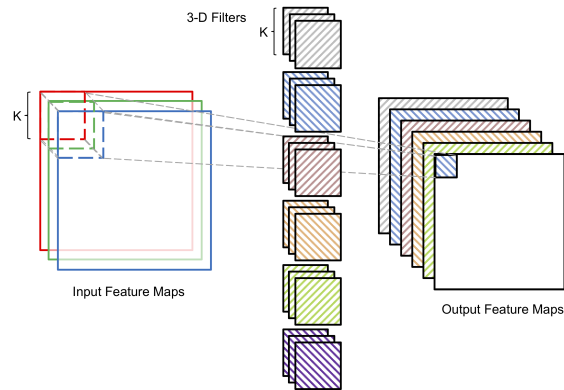 3-D Filters
K
K
Input Feature Maps
Output Feature Maps